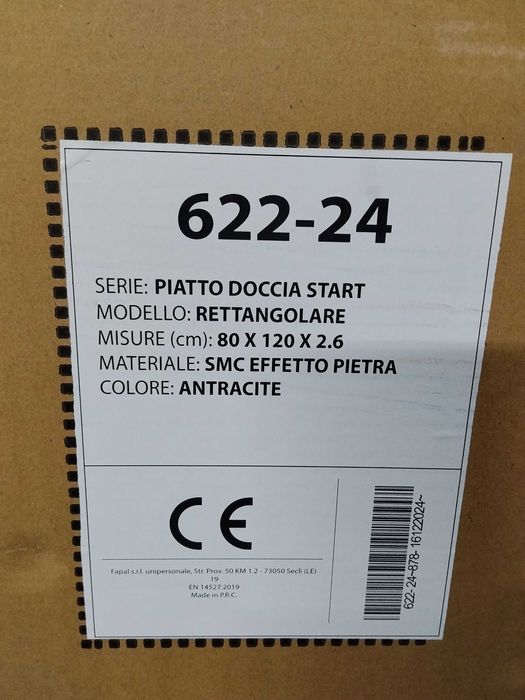 622-24
SERIE: PIATTO DOCCIA START
MODELLO: RETTANGOLARE
MISURE (cm): 80 X 120 X 2.6
MATERIALE: SMC EFFETTO PIETRA
COLORE: ANTRACITE
CE
Fapal s.r.l. unipersonale, Str. Prov. 50 KM 1.2 - 73050 Seclì (LE)
19
EN 14527:2019
Made in P.R.C.
622- 24~878- 16122024~